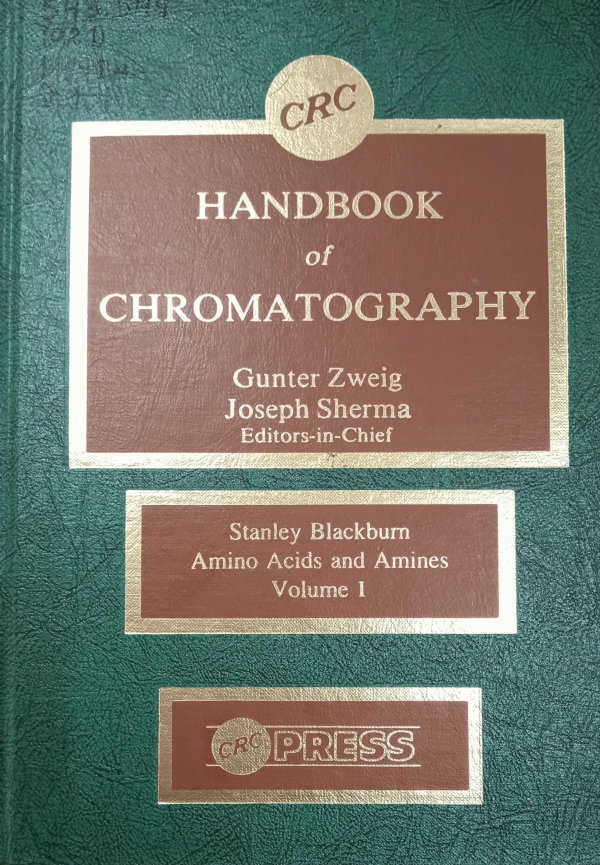 CRC
HANDBOOK
of
CHROMATOGRAPHY
Gunter Zweig
Joseph Sherma
Editors-in-Chief
Stanley Blackburn
Amino Acids and Amines
Volume I
CRC PRESS